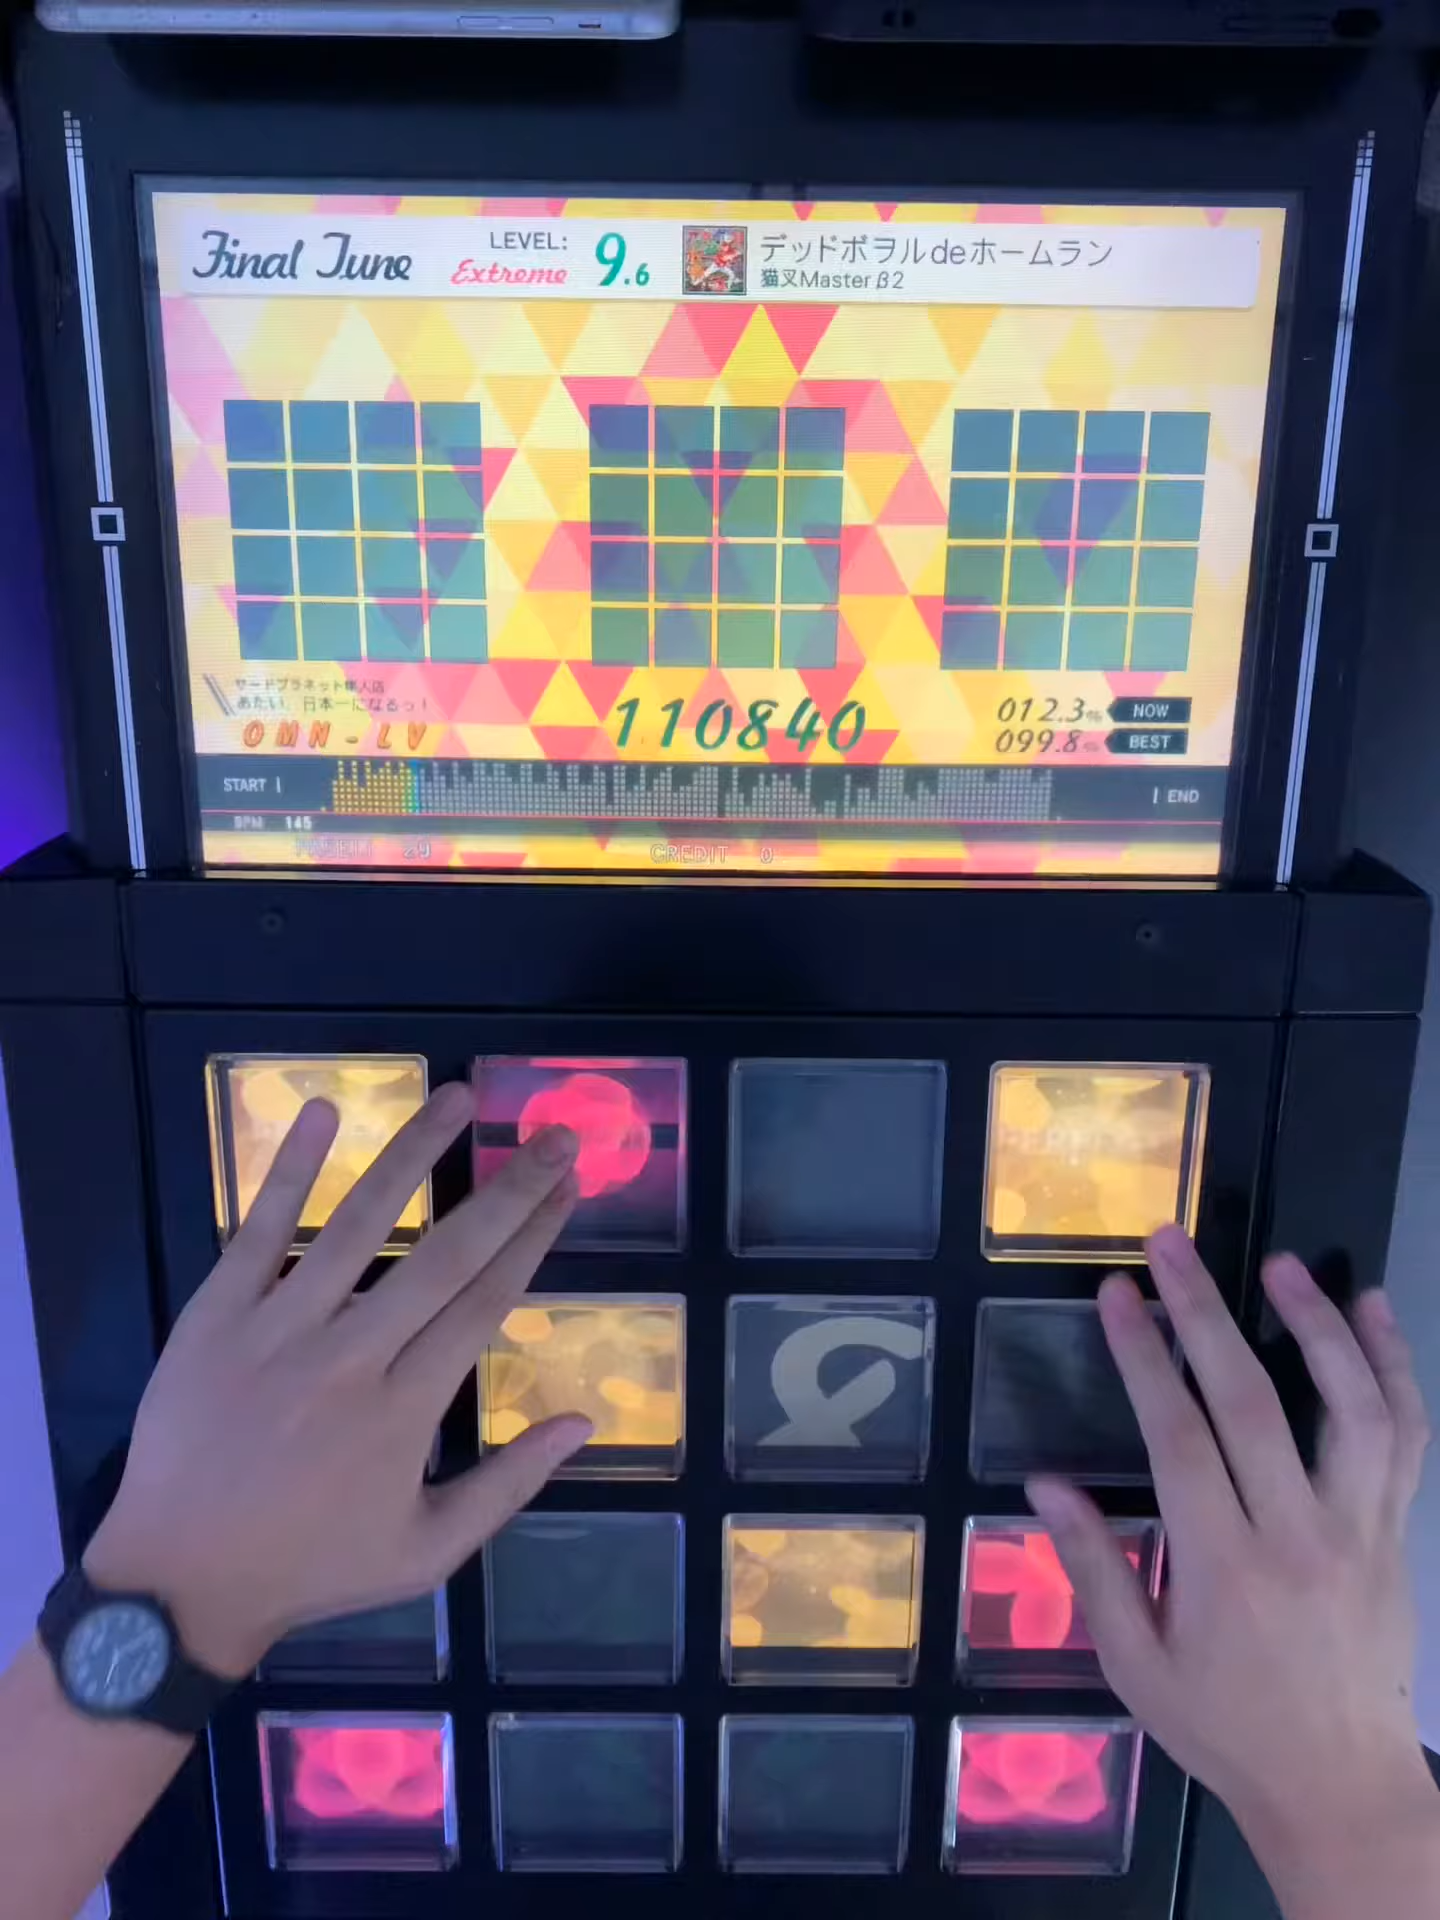 Final Tune
LEVEL:
Extreme
9.6
デッドボヲルdeホームラン
猫叉Master β2
サードプラネット隼人店
あたい、日本一になるっ!
OMN-LV
110840
012.3% NOW
099.8% BEST
START
END
BPM 145
29
CREDIT 0
PERFECT